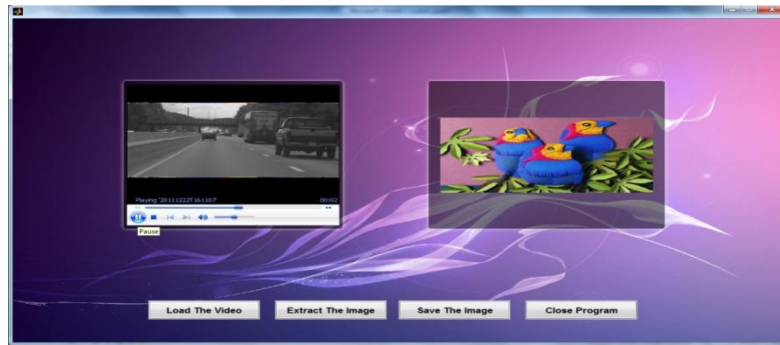 Playing '20111222T161107'
00:02
Pause
Load The Video
Extract The Image
Save The Image
Close Program